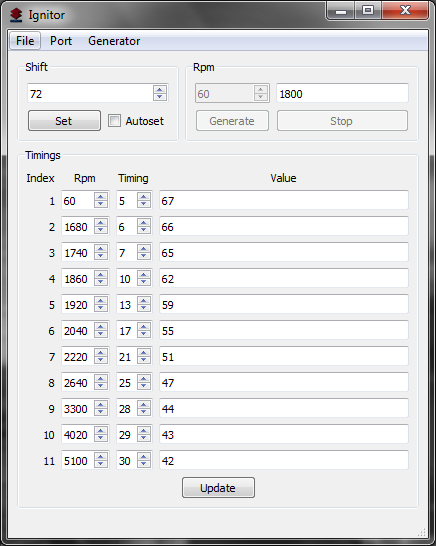 Ignitor
File Port Generator
Shift Rpm
72 60 1800
Set Autoset Generate Stop
Timings
Index Rpm Timing Value
1 60 5 67
2 1680 6 66
3 1740 7 65
4 1860 10 62
5 1920 13 59
6 2040 17 55
7 2220 21 51
8 2640 25 47
9 3300 28 44
10 4020 29 43
11 5100 30 42
Update